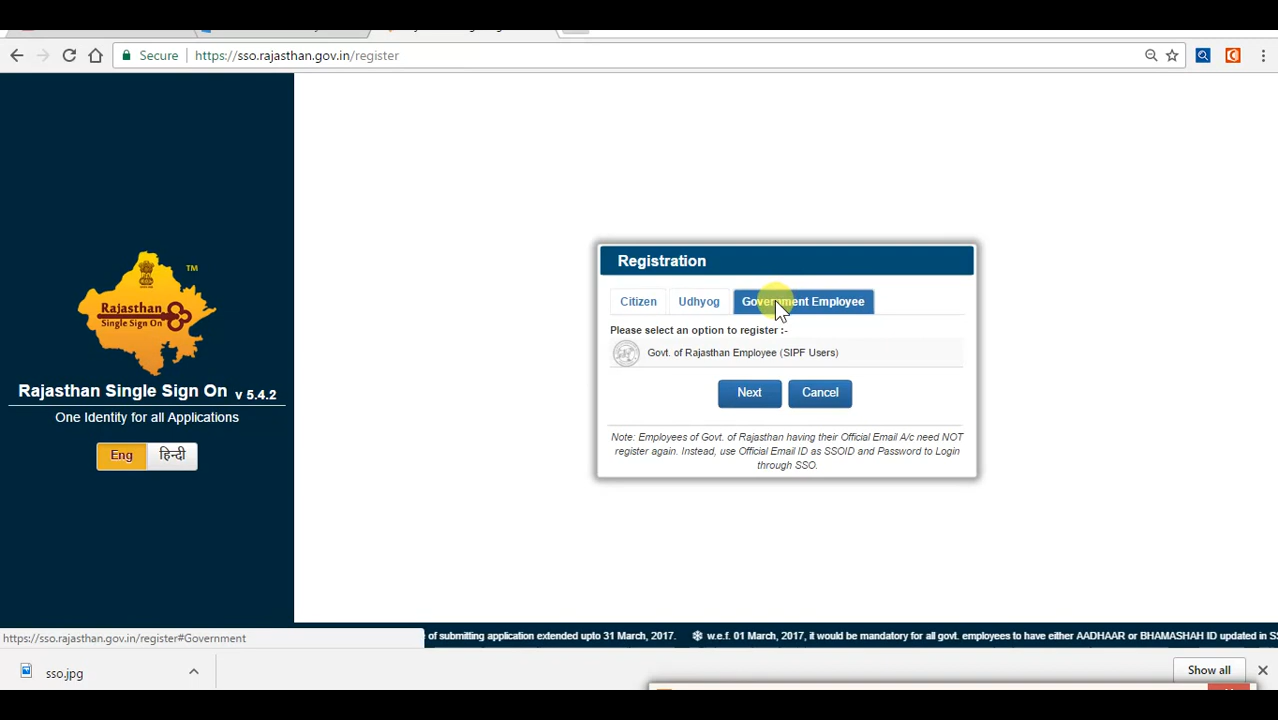 Secure
https://sso.rajasthan.gov.in/register
TM
Rajasthan
Single Sign On
Rajasthan Single Sign On v 5.4.2
One Identity for all Applications
Eng हिन्दी
Registration
Citizen Udhyog Government Employee
Please select an option to register :-
Govt. of Rajasthan Employee (SIPF Users)
Next Cancel
Note: Employees of Govt. of Rajasthan having their Official Email A/c need NOT
register again. Instead, use Official Email ID as SSOID and Password to Login
through SSO.
https://sso.rajasthan.gov.in/register#Government
of submitting application extended upto 31 March, 2017. w.e.f. 01 March, 2017, it would be mandatory for all govt. employees to have either AADHAAR or BHAMASHAH ID updated in
sso.jpg
Show all